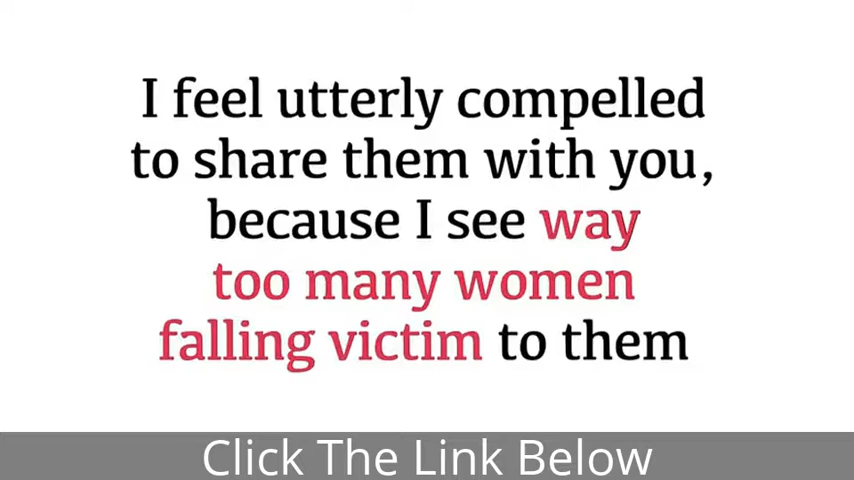 I feel utterly compelled
to share them with you,
because I see way
too many women
falling victim to them
Click The Link Below